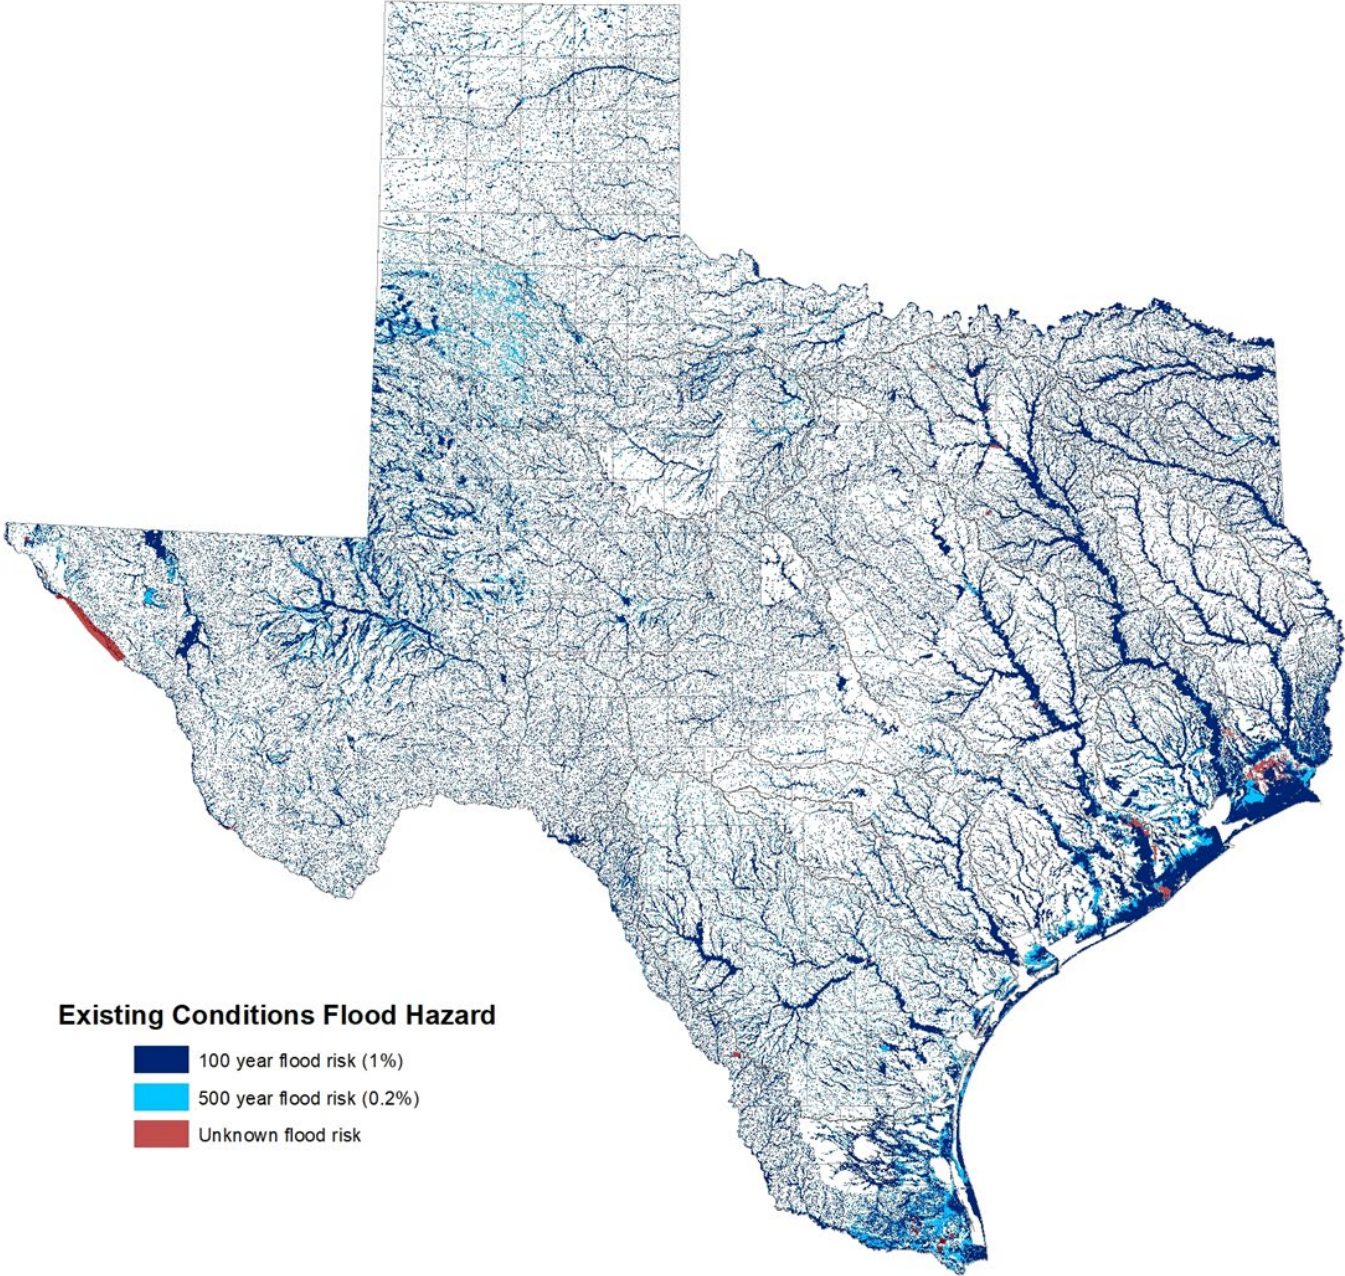 Existing Conditions Flood Hazard
100 year flood risk (1%)
500 year flood risk (0.2%)
Unknown flood risk